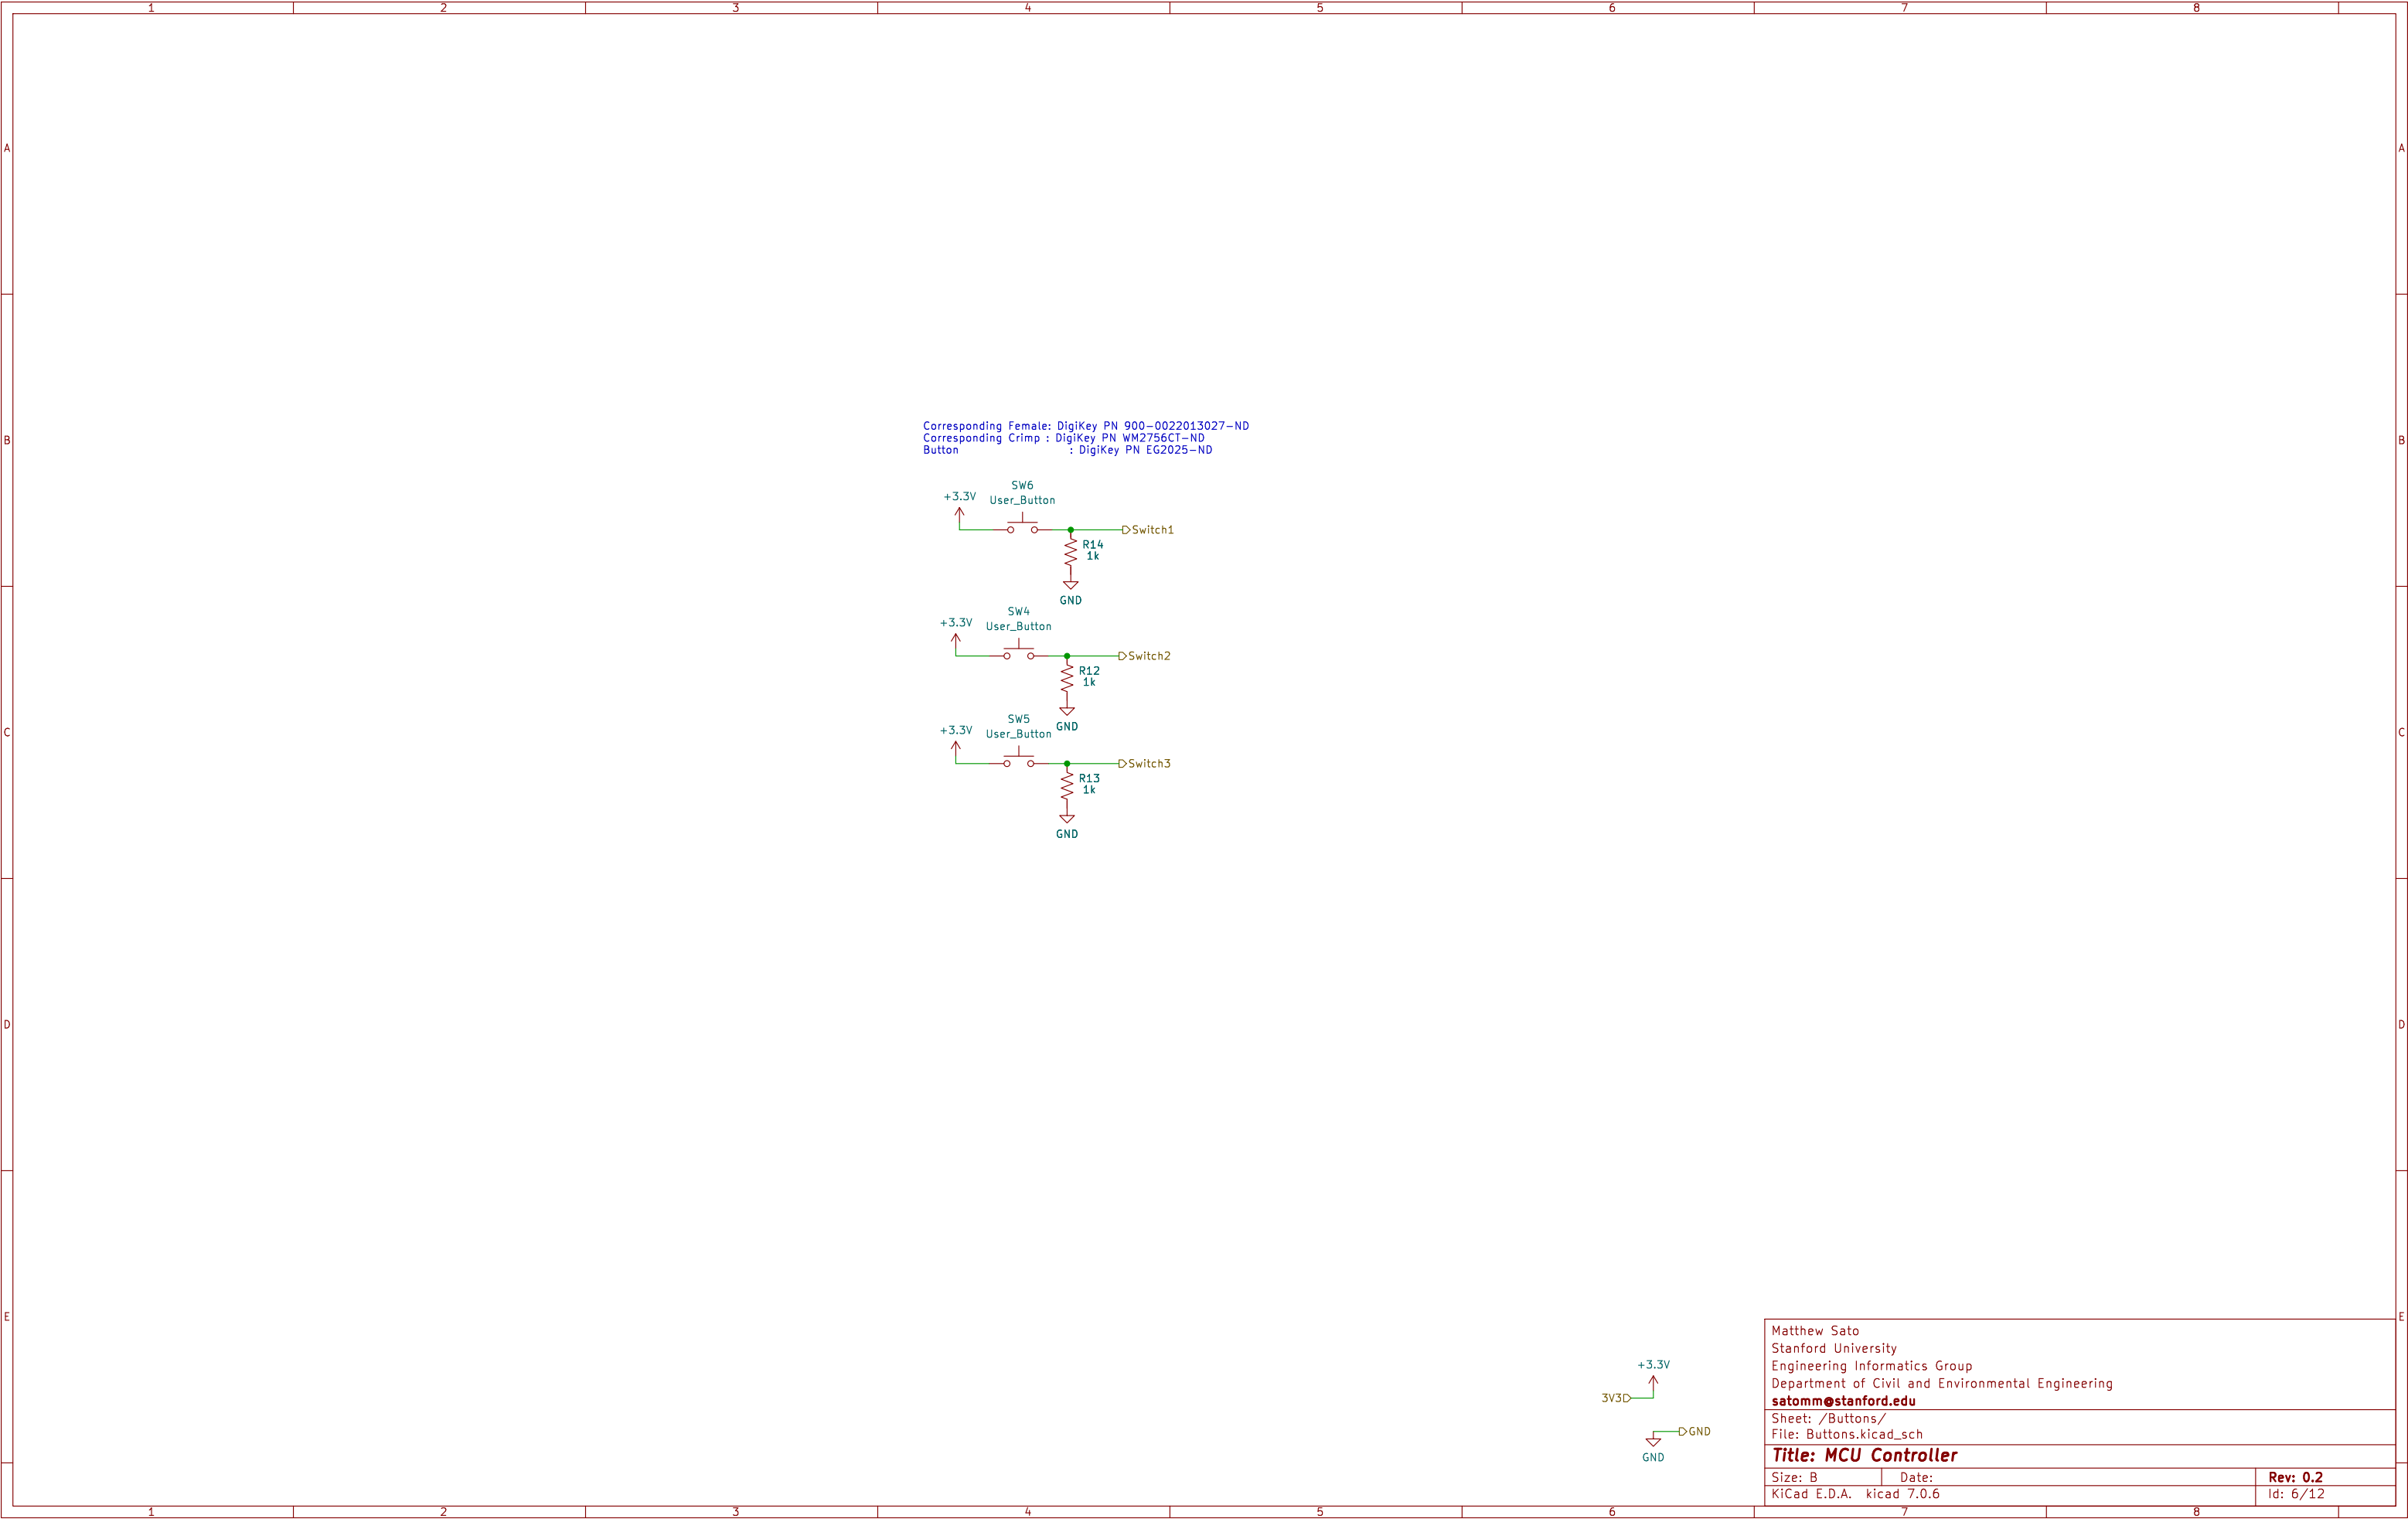 1 2 3 4 5 6 7 8
A A
B B
C C
D D
E E
Corresponding Female: DigiKey PN 900-0022013027-ND
Corresponding Crimp : DigiKey PN WM2756CT-ND
Button : DigiKey PN EG2025-ND
SW6
User_Button
+3.3V
Switch1
R14
1k
GND
SW4
User_Button
+3.3V
Switch2
R12
1k
GND
SW5
User_Button
+3.3V
Switch3
R13
1k
GND
+3.3V
3V3
GND
GND
Matthew Sato
Stanford University
Engineering Informatics Group
Department of Civil and Environmental Engineering
satomm@stanford.edu
Sheet: /Buttons/
File: Buttons.kicad_sch
Title: MCU Controller
Size: B Date: Rev: 0.2
KiCad E.D.A. kicad 7.0.6 Id: 6/12
1 2 3 4 5 6 7 8